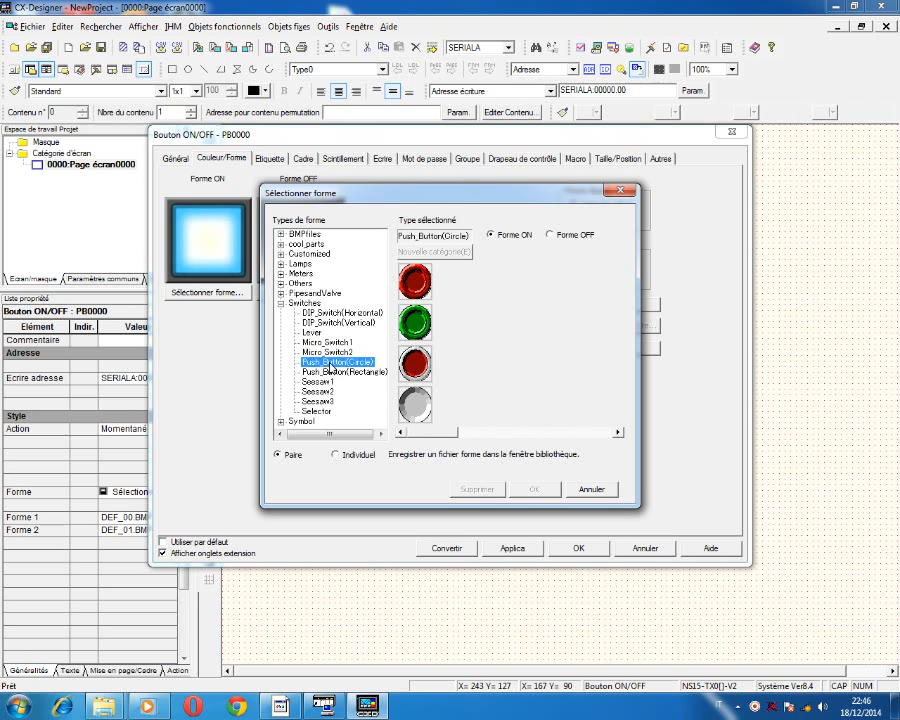 CX-Designer - NewProject - [0000:Page écran0000]
Fichier Editer Rechercher Afficher IHM Objets fonctionnels Objets fixes Outils Fenêtre Aide
SERIALA
Type0 Adresse 100%
Standard 1x1 100 Adresse écriture SERIALA:00000.00 Param.
Contenu n° 0 Nbre du contenu 1 Adresse pour contenu permutation Param. Editer Contenu...
Espace de travail Projet
Masque
Catégorie d'écran
0000:Page écran0000
Ecran/masque Paramètres communs
Liste propriété
Bouton ON/OFF : PB0000
Elément Indir. Valeu
Commentaire
Adresse
Ecrire adresse SERIALA:00
Style
Action Momentané
Forme Sélection
Forme 1 DEF_00.BM
Forme 2 DEF_01.BM
Généralités Texte Mise en page/Cadre Action
Bouton ON/OFF - PB0000
Général Couleur/Forme Etiquette Cadre Scintillement Ecrire Mot de passe Groupe Drapeau de contrôle Macro Taille/Position Autres
Forme ON Forme OFF
Sélectionner forme...
Sélectionner forme
Types de forme
BMPfiles
cool_parts
Customized
Lamps
Meters
Others
PipesandValve
Switches
DIP_Switch(Horizontal)
DIP_Switch(Vertical)
Lever
Micro_Switch1
Micro_Switch2
Push_Button(Circle)
Push_Button(Rectangle)
Seesaw1
Seesaw2
Seesaw3
Selector
Symbol
Type sélectionné
Push_Button(Circle) Forme ON Forme OFF
Nouvelle catégorie(E)
Paire Individuel Enregistrer un fichier forme dans la fenêtre bibliothèque.
Supprimer OK Annuler
Utiliser par défaut
Afficher onglets extension
Convertir Applica OK Annuler Aide
Prêt X= 243 Y= 127 X= 167 Y= 90 Bouton ON/OFF NS15-TX0[]-V2 Système Ver8.4 CAP NUM
IT 22:46
18/12/2014